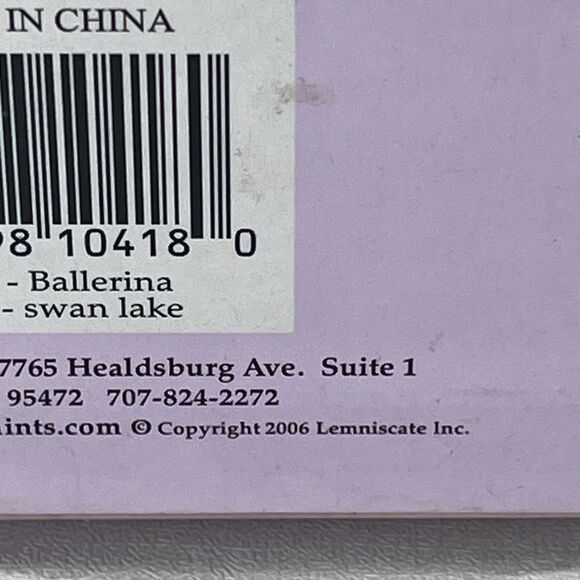 IN CHINA
98 10418 0
- Ballerina
- swan lake
7765 Healdsburg Ave. Suite 1
95472 707-824-2272
ints.com © Copyright 2006 Lemniscate Inc.